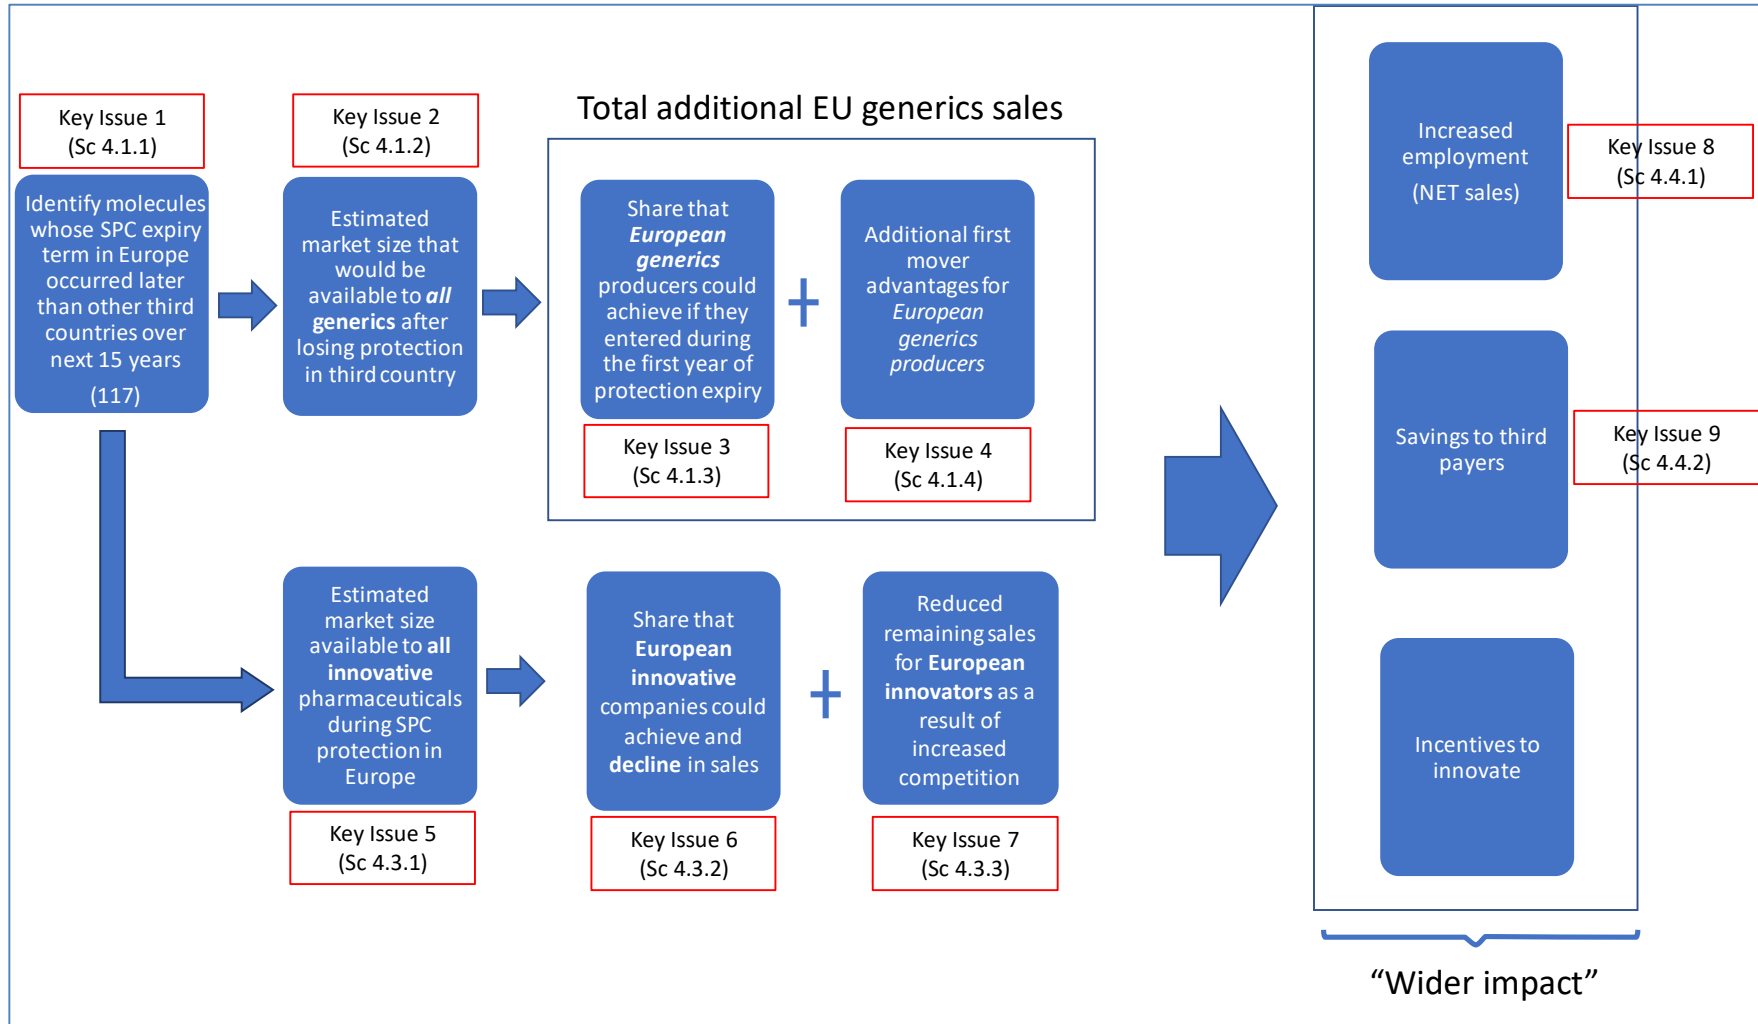 Key Issue 1
(Sc 4.1.1)
Identify molecules
whose SPC expiry
term in Europe
occurred later
than other third
countries over
next 15 years
(117)
Key Issue 2
(Sc 4.1.2)
Estimated
market size that
would be
available to all
generics after
losing protection
in third country
Total additional EU generics sales
Share that
European
generics
producers could
achieve if they
entered during
the first year of
protection expiry
Key Issue 3
(Sc 4.1.3)
+
Additional first
mover
advantages for
European
generics
producers
Key Issue 4
(Sc 4.1.4)
Estimated
market size
available to all
innovative
pharmaceuticals
during SPC
protection in
Europe
Key Issue 5
(Sc 4.3.1)
Share that
European
innovative
companies could
achieve and
decline in sales
Key Issue 6
(Sc 4.3.2)
+
Reduced
remaining sales
for European
innovators as a
result of
increased
competition
Key Issue 7
(Sc 4.3.3)
Increased
employment
(NET sales)
Key Issue 8
(Sc 4.4.1)
Savings to third
payers
Key Issue 9
(Sc 4.4.2)
Incentives to
innovate
“Wider impact”